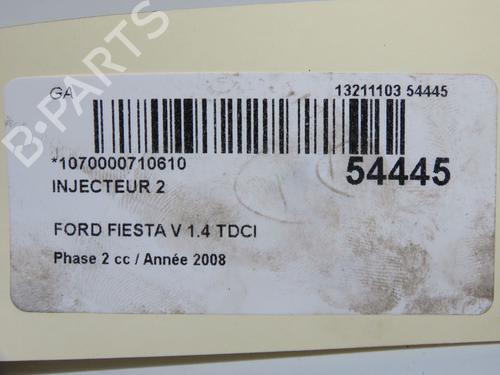 B-PARTS
GA
13211103 54445
*1070000710610
54445
INJECTEUR 2
FORD FIESTA V 1.4 TDCI
Phase 2 cc / Année 2008